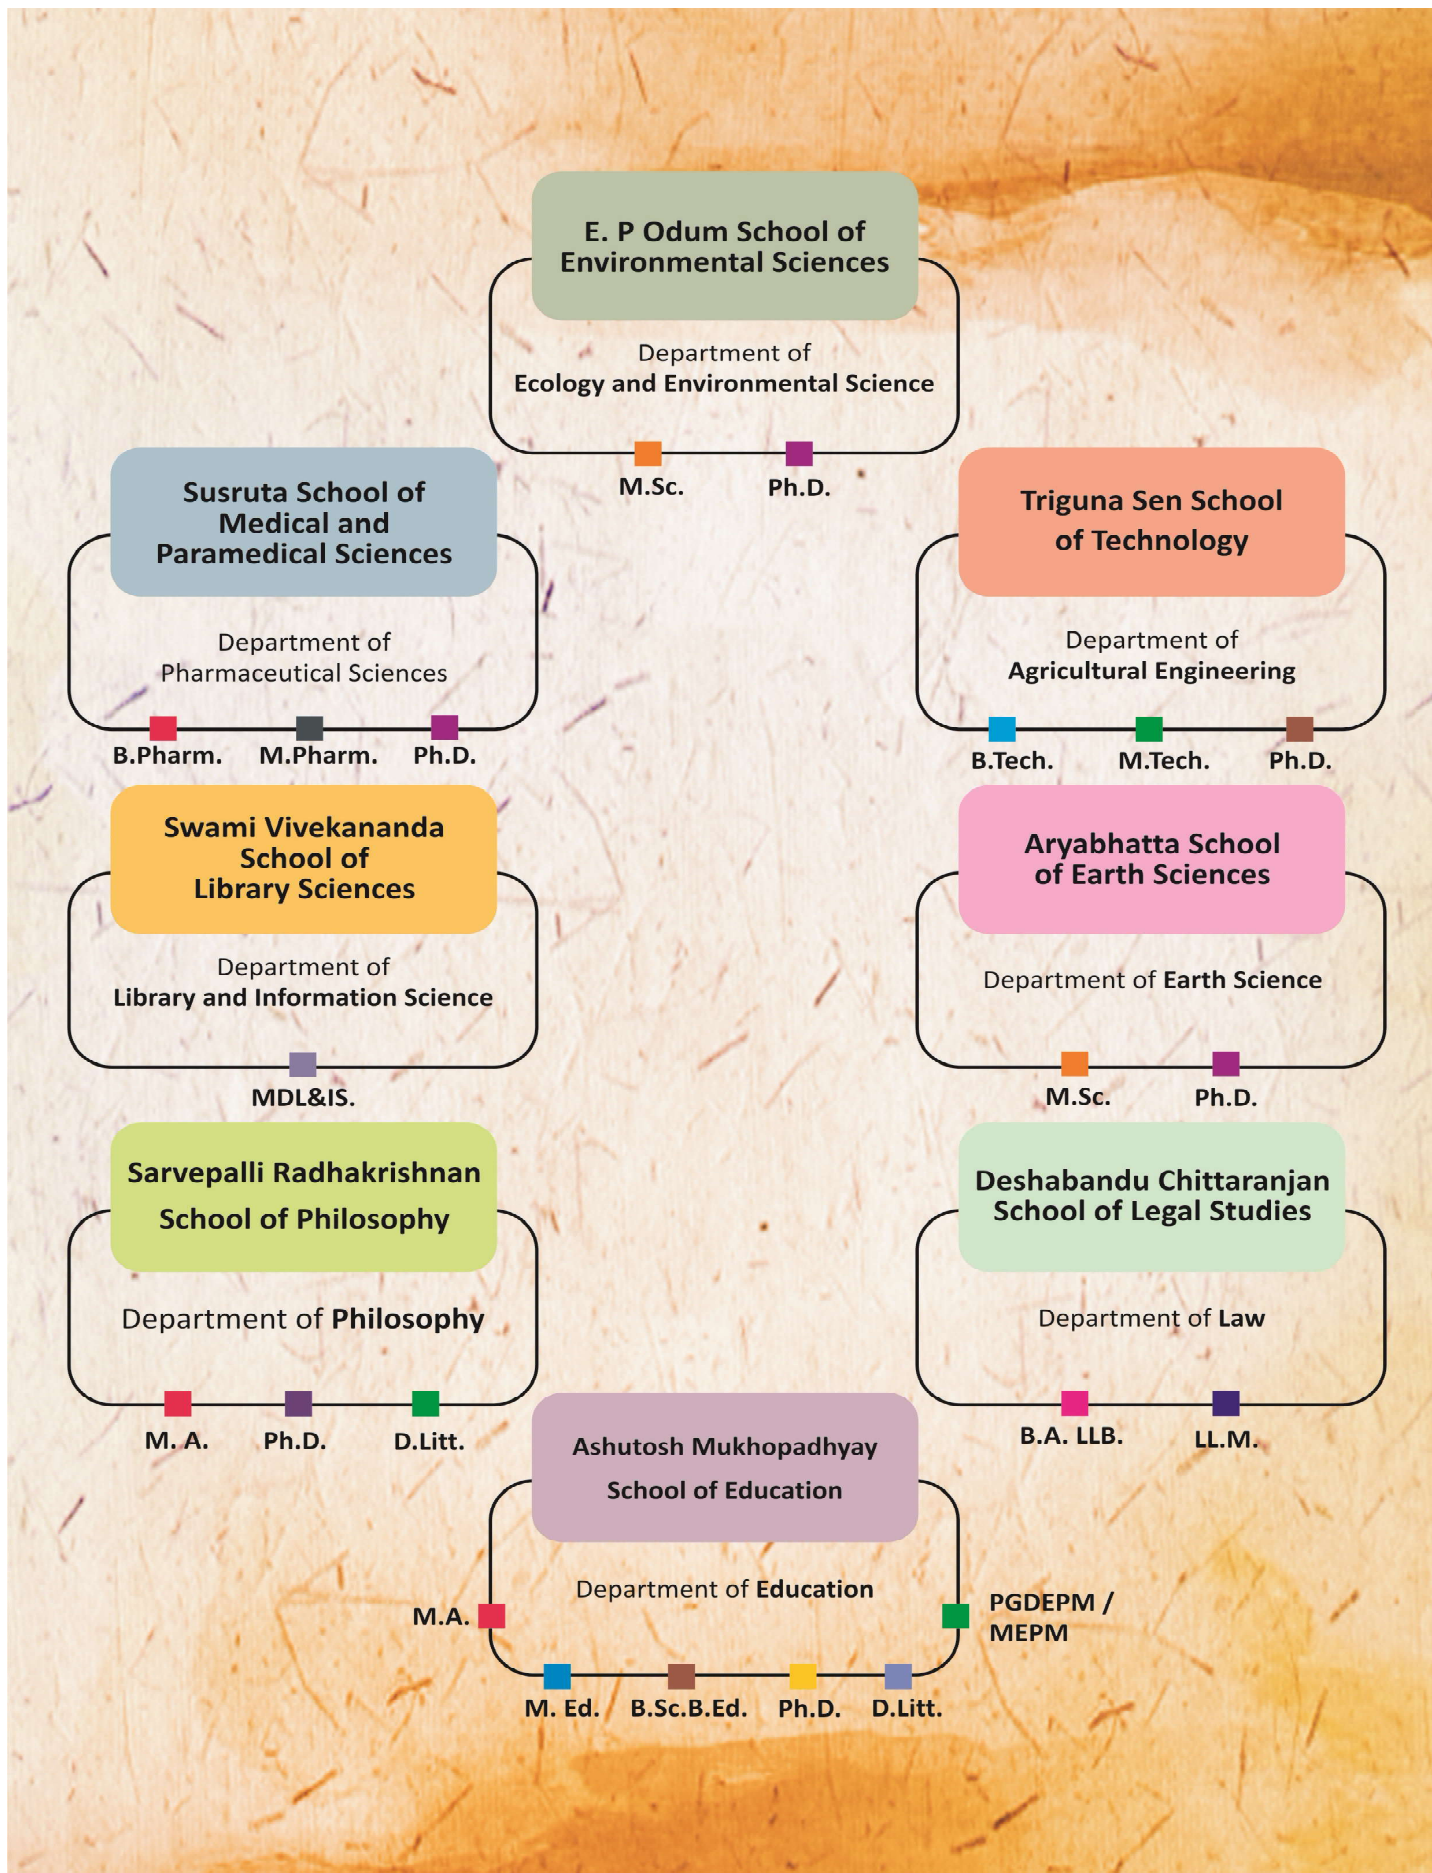 E. P Odum School of
Environmental Sciences
Department of
Ecology and Environmental Science
M.Sc.
Ph.D.
Susruta School of
Medical and
Paramedical Sciences
Department of
Pharmaceutical Sciences
B.Pharm.
M.Pharm.
Ph.D.
Triguna Sen School
of Technology
Department of
Agricultural Engineering
B.Tech.
M.Tech.
Ph.D.
Swami Vivekananda
School of
Library Sciences
Department of
Library and Information Science
MDL&IS.
Aryabhatta School
of Earth Sciences
Department of Earth Science
M.Sc.
Ph.D.
Sarvepalli Radhakrishnan
School of Philosophy
Department of Philosophy
M. A.
Ph.D.
D.Litt.
Deshabandu Chittaranjan
School of Legal Studies
Department of Law
B.A. LLB.
LL.M.
Ashutosh Mukhopadhyay
School of Education
Department of Education
M.A.
PGDEPM /
MEPM
M. Ed.
B.Sc.B.Ed.
Ph.D.
D.Litt.